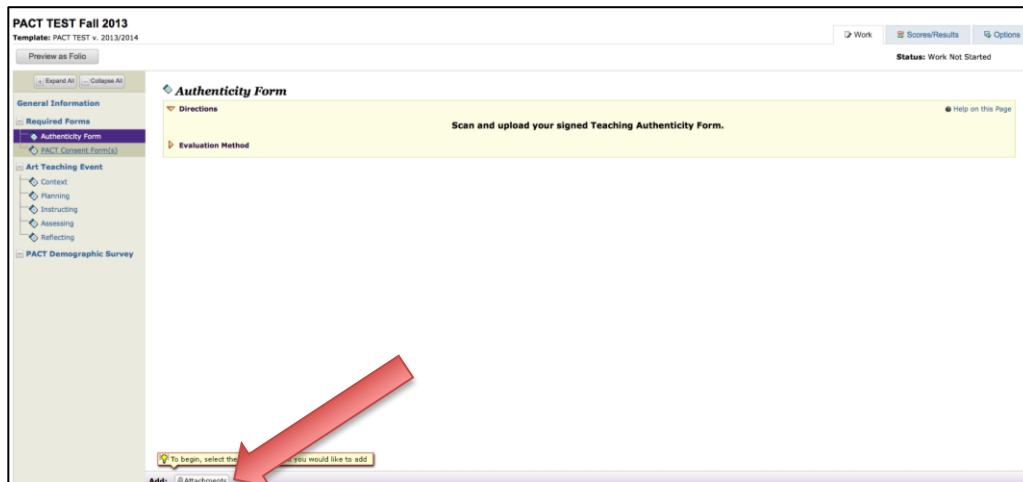 PACT TEST Fall 2013
Template: PACT TEST v. 2013/2014
Work Scores/Results Options
Preview as Folio
Status: Work Not Started
Expand All Collapse All
Authenticity Form
General Information
Directions
Help on this Page
Required Forms
Scan and upload your signed Teaching Authenticity Form.
Authenticity Form
PACT Consent Form(s)
Evaluation Method
Art Teaching Event
Context
Planning
Instructing
Assessing
Reflecting
PACT Demographic Survey
To begin, select the you would like to add
Add: Attachments